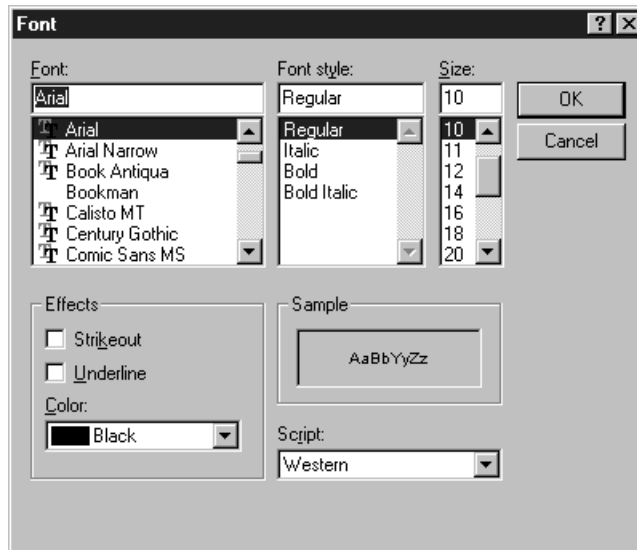 Font
Font:
Arial
Arial
Arial Narrow
Book Antiqua
Bookman
Calisto MT
Century Gothic
Comic Sans MS
Font style:
Regular
Regular
Italic
Bold
Bold Italic
Size:
10
10
11
12
14
16
18
20
OK
Cancel
Effects
Strikeout
Underline
Color:
Black
Sample
AaBbYyZz
Script:
Western